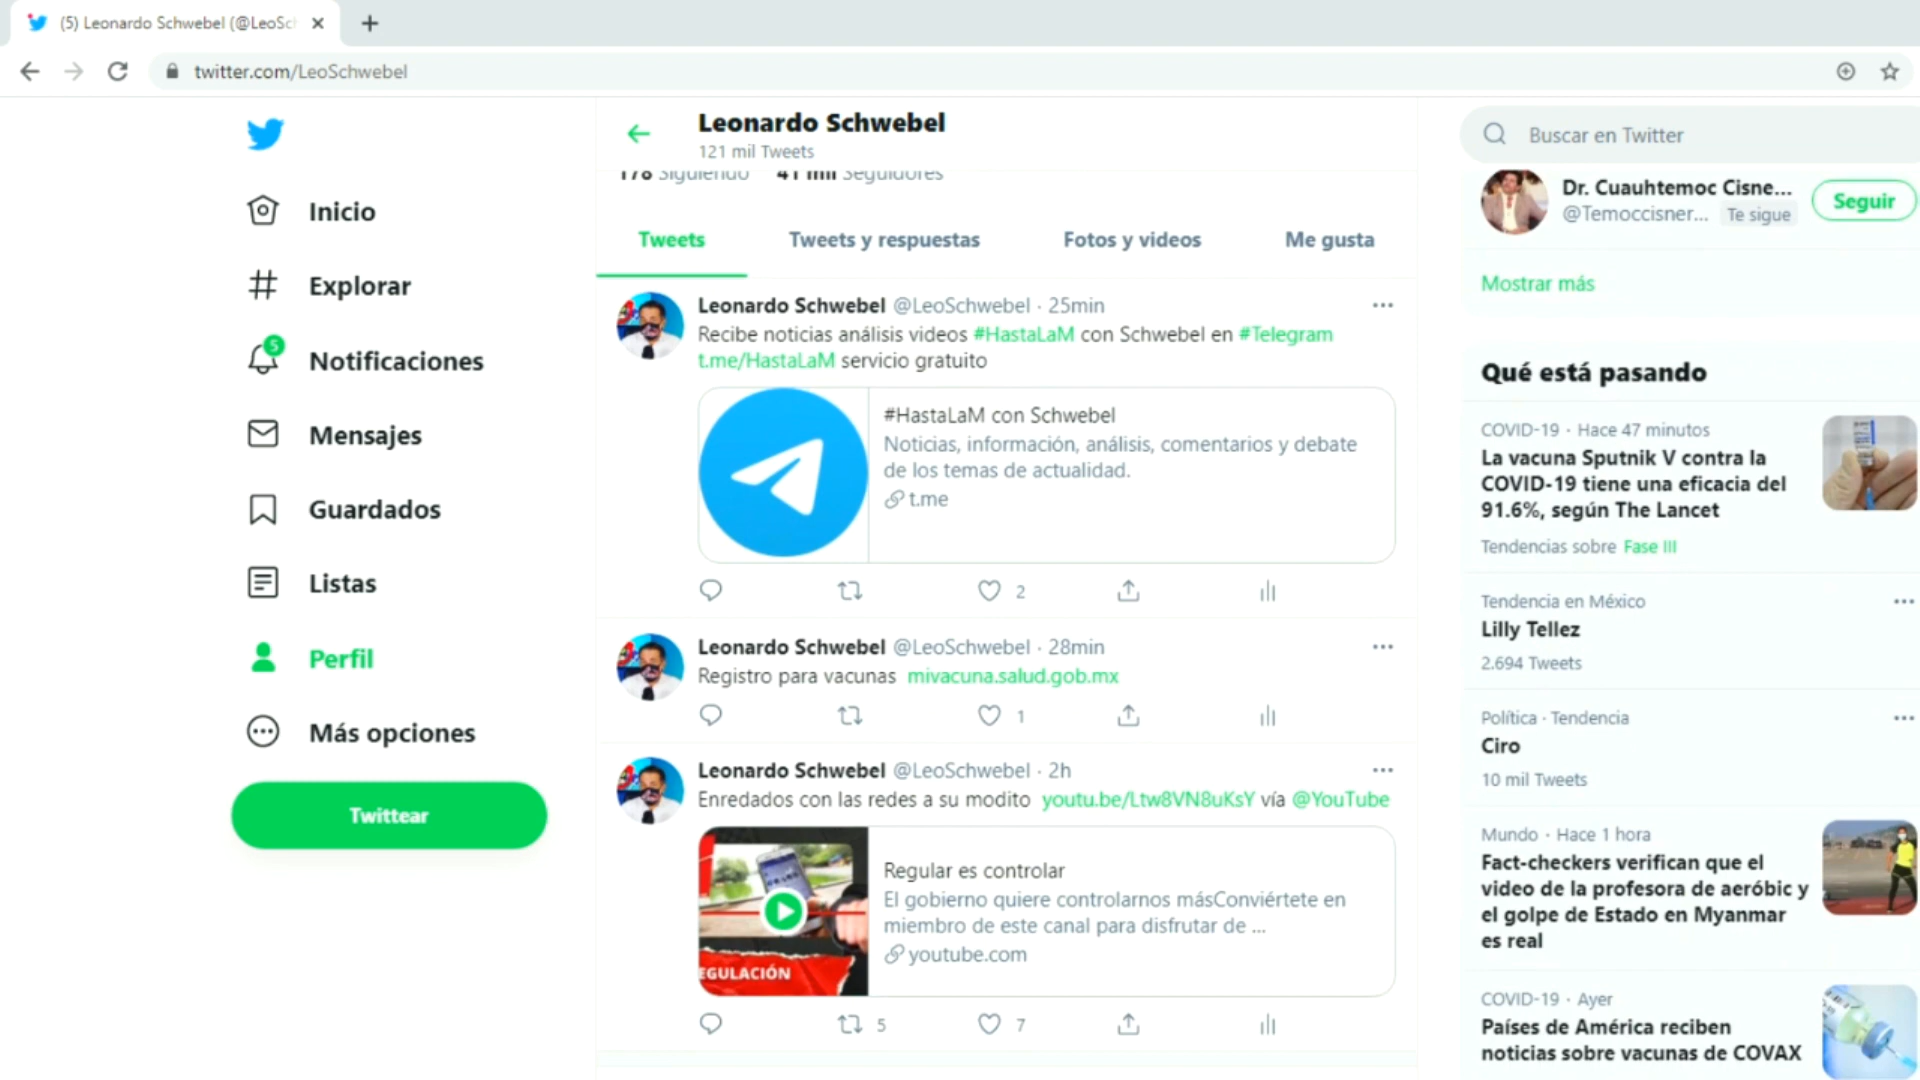 (5) Leonardo Schwebel (@LeoSc
twitter.com/LeoSchwebel
Inicio
Explorar
5
Notificaciones
Mensajes
Guardados
Listas
Perfil
Más opciones
Twittear
Leonardo Schwebel
121 mil Tweets
178 Siguiendo 41 mil Seguidores
Tweets
Tweets y respuestas
Fotos y videos
Me gusta
Leonardo Schwebel @LeoSchwebel · 25min
Recibe noticias análisis videos #HastaLaM con Schwebel en #Telegram
t.me/HastaLaM servicio gratuito
#HastaLaM con Schwebel
Noticias, información, análisis, comentarios y debate
de los temas de actualidad.
t.me
2
Leonardo Schwebel @LeoSchwebel · 28min
Registro para vacunas mivacuna.salud.gob.mx
1
Leonardo Schwebel @LeoSchwebel · 2h
Enredados con las redes a su modito youtu.be/Ltw8VN8uKsY vía @YouTube
EGULACIÓN
Regular es controlar
El gobierno quiere controlarnos másConviértete en
miembro de este canal para disfrutar de ...
youtube.com
5
7
Buscar en Twitter
Dr. Cuauhtemoc Cisne...
@Temoccisner... Te sigue
Seguir
Mostrar más
Qué está pasando
COVID-19 · Hace 47 minutos
La vacuna Sputnik V contra la
COVID-19 tiene una eficacia del
91.6%, según The Lancet
Tendencias sobre Fase III
Tendencia en México
Lilly Tellez
2.694 Tweets
Política · Tendencia
Ciro
10 mil Tweets
Mundo · Hace 1 hora
Fact-checkers verifican que el
video de la profesora de aeróbic y
el golpe de Estado en Myanmar
es real
COVID-19 · Ayer
Países de América reciben
noticias sobre vacunas de COVAX